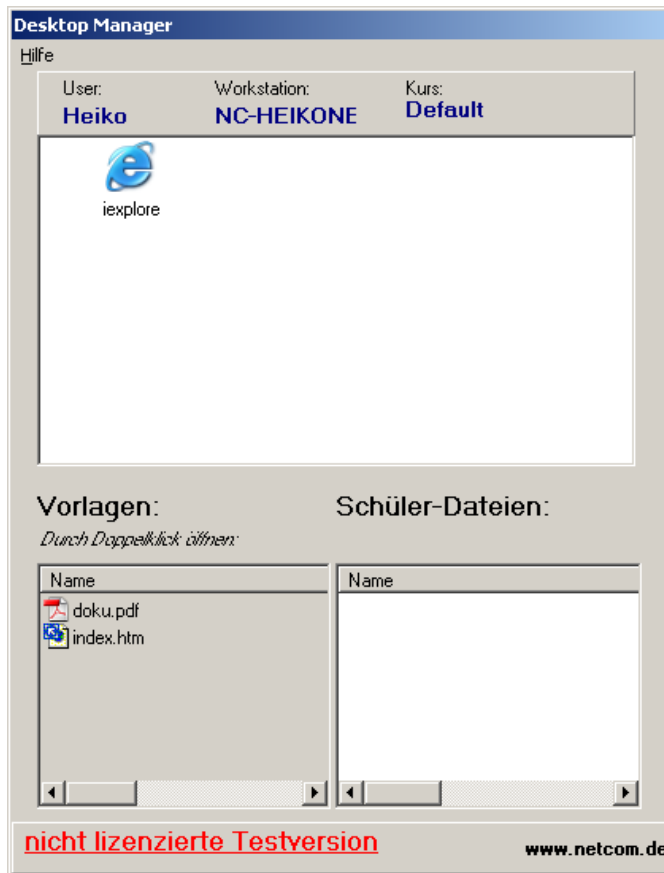 Desktop Manager
Hilfe
User: Workstation: Kurs:
Heiko NC-HEIKONE Default
iexplore
Vorlagen: Schüler-Dateien:
Durch Doppelklick öffnen:
Name Name
doku.pdf
index.htm
nicht lizenzierte Testversion www.netcom.de